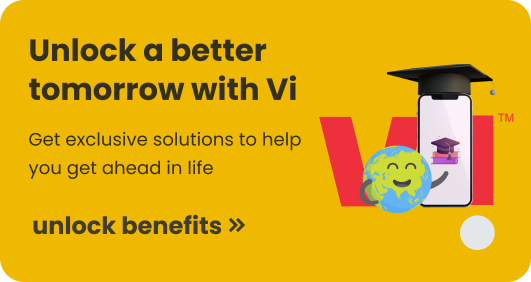 Unlock a better
tomorrow with Vi
Get exclusive solutions to help
you get ahead in life
unlock benefits »
VI™